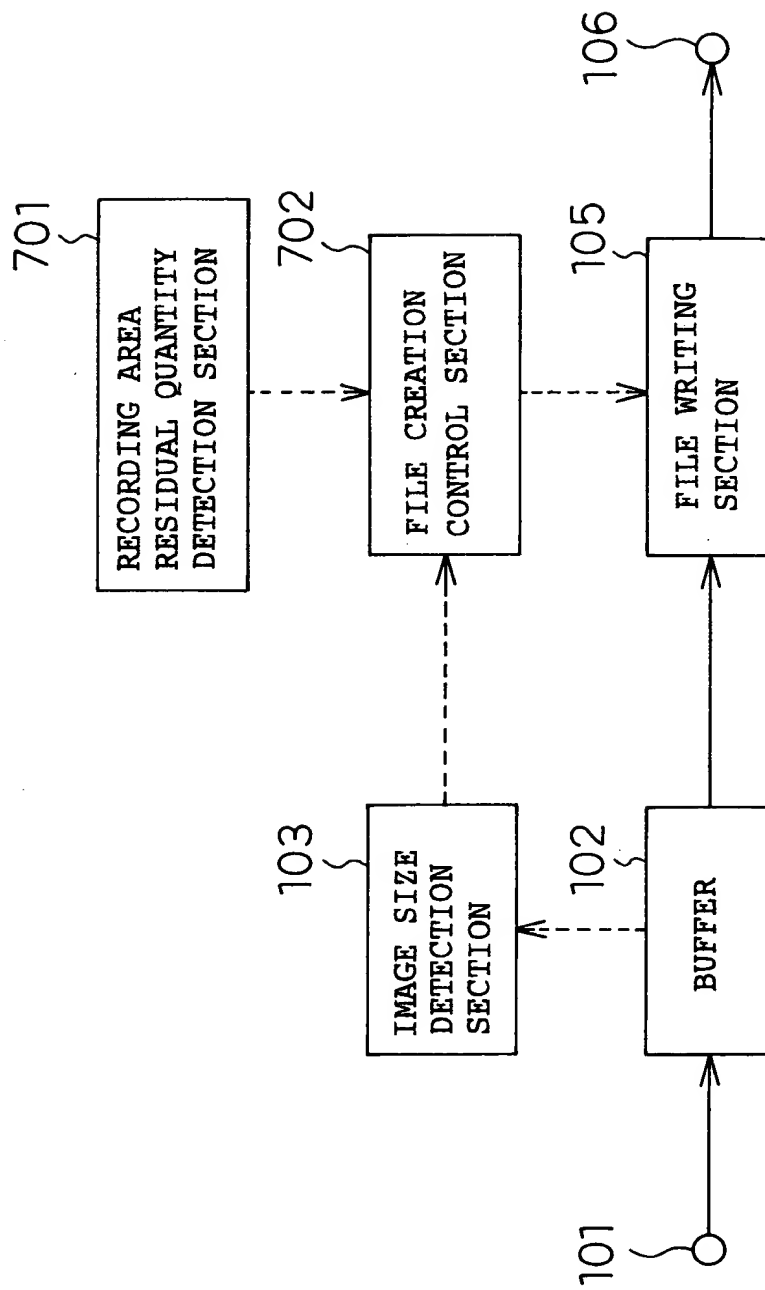 701
RECORDING AREA
RESIDUAL QUANTITY
DETECTION SECTION
103
IMAGE SIZE
DETECTION
SECTION
702
FILE CREATION
CONTROL SECTION
101
102
BUFFER
105
FILE WRITING
SECTION
106